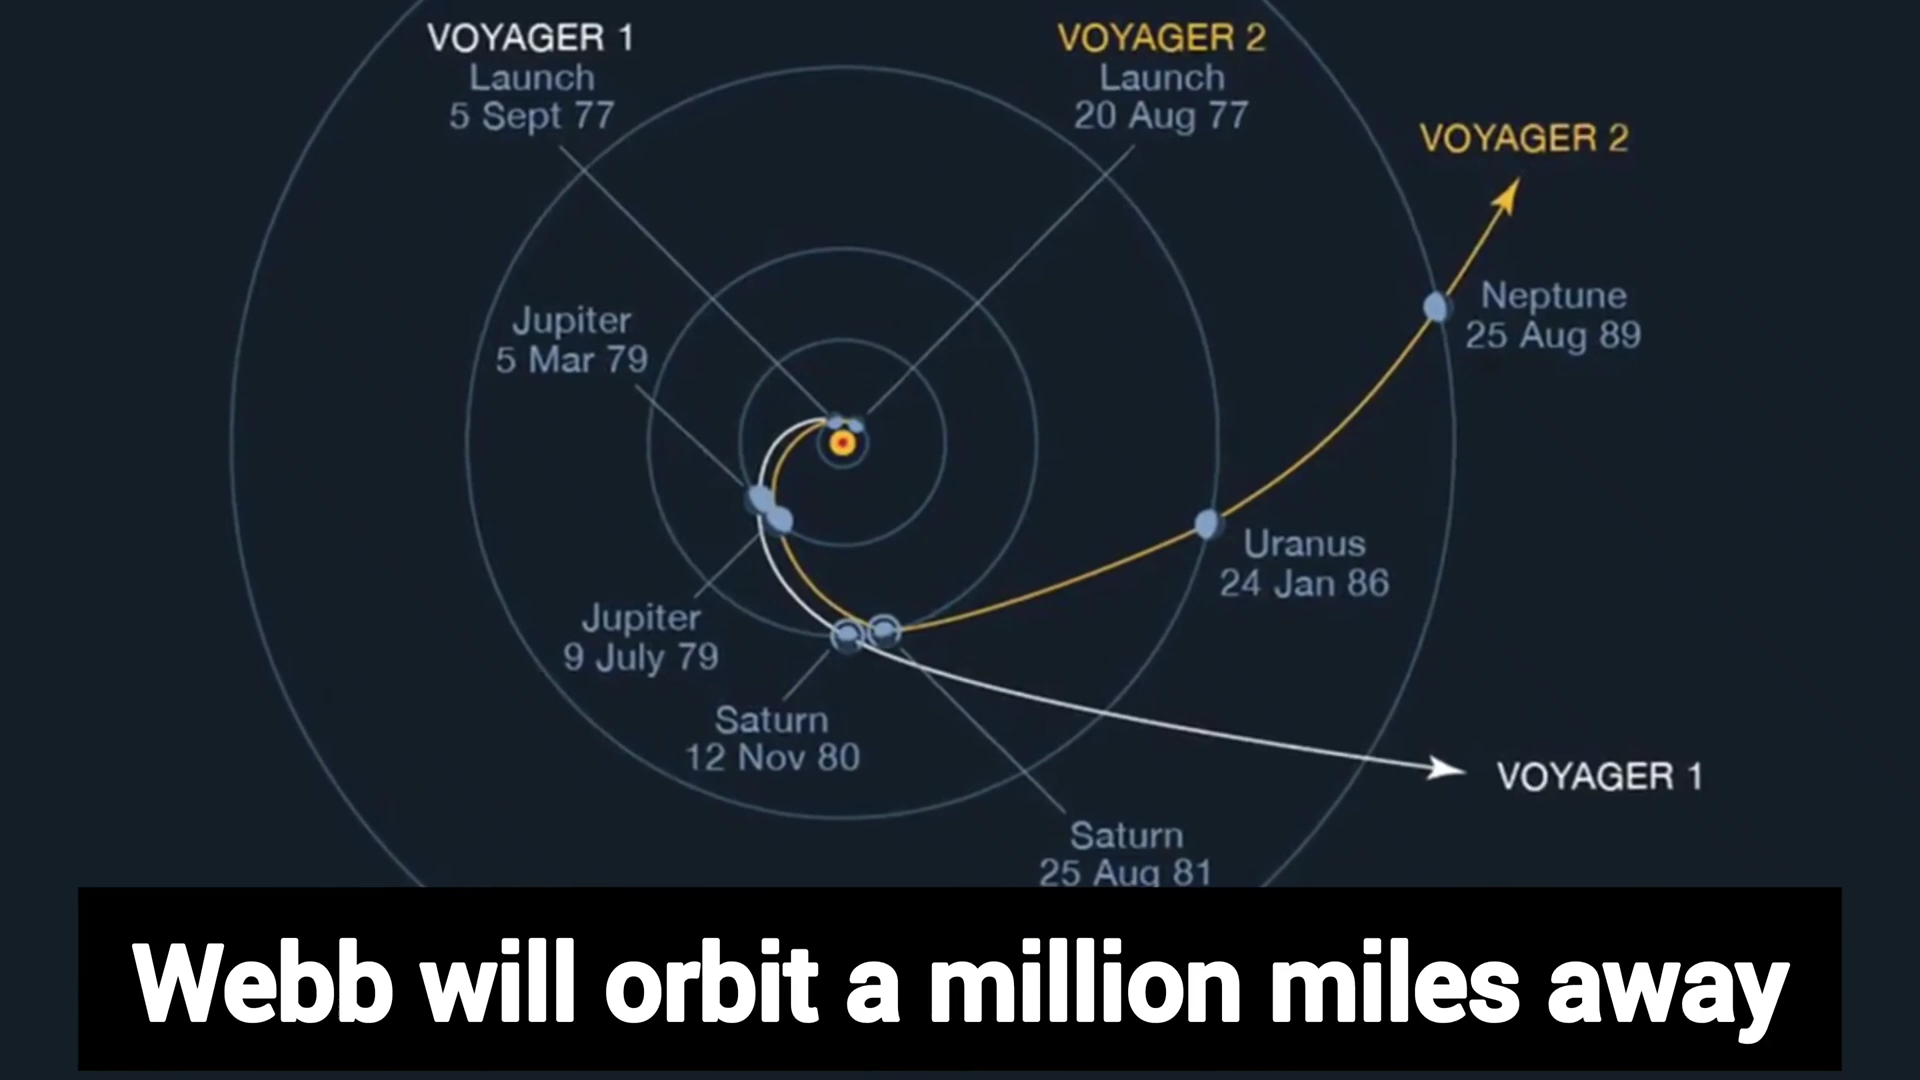 VOYAGER 1
Launch
5 Sept 77
VOYAGER 2
Launch
20 Aug 77
VOYAGER 2
Neptune
25 Aug 89
Jupiter
5 Mar 79
Uranus
24 Jan 86
Jupiter
9 July 79
Saturn
12 Nov 80
VOYAGER 1
Saturn
25 Aug 81
Webb will orbit a million miles away